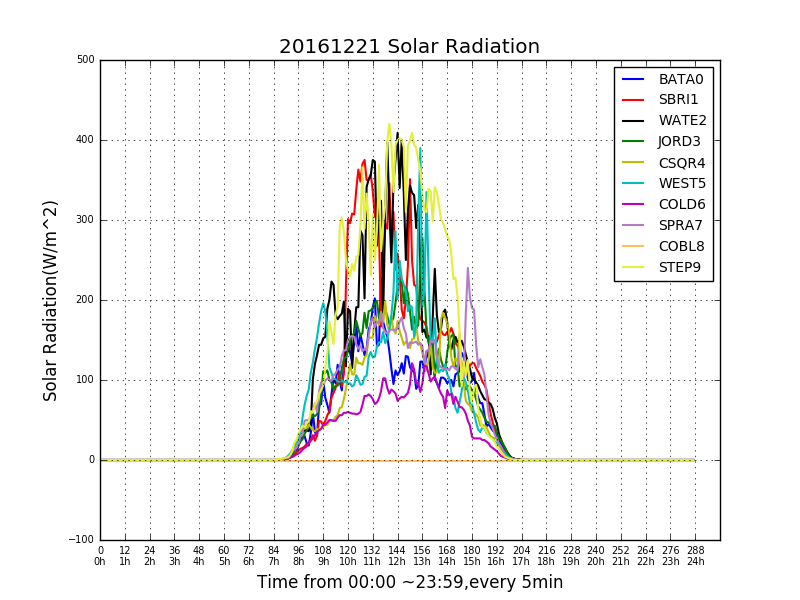 20161221 Solar Radiation
Solar Radiation(W/m^2)
500
400
300
200
100
0
−100
BATA0
SBRI1
WATE2
JORD3
CSQR4
WEST5
COLD6
SPRA7
COBL8
STEP9
0 12 24 36 48 60 72 84 96 108 120 132 144 156 168 180 192 204 216 228 240 252 264 276 288
0h 1h 2h 3h 4h 5h 6h 7h 8h 9h 10h 11h 12h 13h 14h 15h 16h 17h 18h 19h 20h 21h 22h 23h 24h
Time from 00:00 ~23:59,every 5min